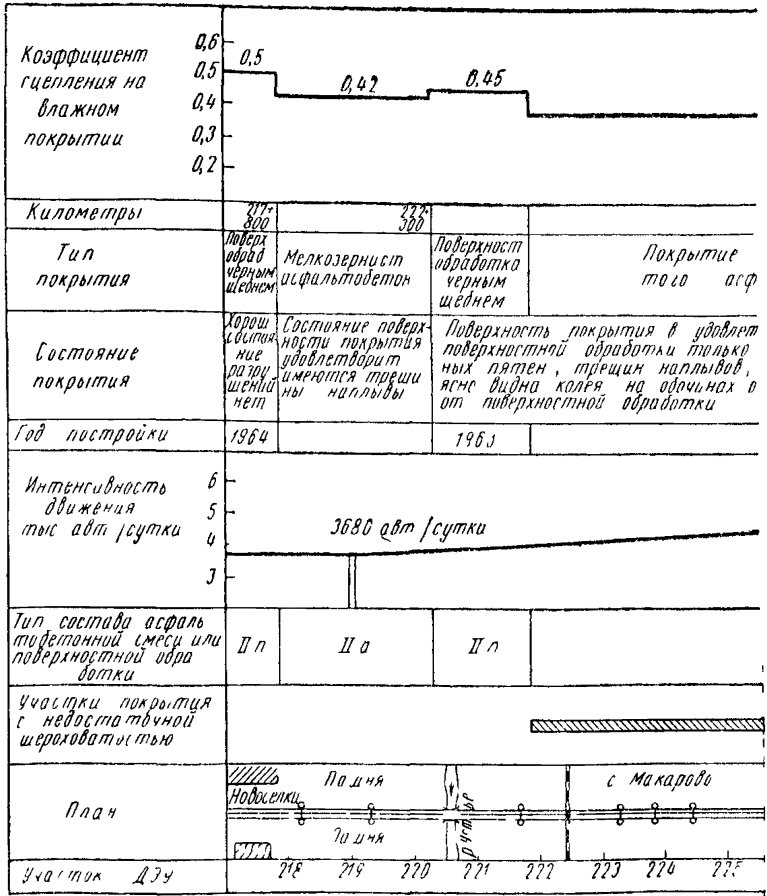 Коэффициент
сцепления на
влажном
покрытии
0,6
0,5
0,4
0,3
0,2
0,5
0,42
0,45
Километры
217+
800
222+
300
Тип
покрытия
Поверх
обрад
черным
щебнем
Мелкозернист
асфальтобетон
Поверхност
обработка
черным
щебнем
Покрытие
того асф
Состояние
покрытия
Хорош
состоя
ние
разру
шений
нет
Состояние поверх-
ности покрытия
удовлетворит
имеются трещи
ны наплывы
Поверхность покрытия в удовлет
поверхностной обработки только
ных пятен, трещин наплывов,
ясно видна колея на обочинах о
от поверхностной обработки
Год постройки
1964
Интенсивность
движения
тыс авт/сутки
6
5
4
3
3680 авт/сутки
Тип состава асфаль
тобетонной смеси или
поверхностной обра
ботки
II п
II а
II п
Участки покрытия
с недостаточной
шероховатостью
План
Новоселки
Пашня
Пашня
с Макарово
Участок ДЭУ
218
219
220
221
222
223
224
225